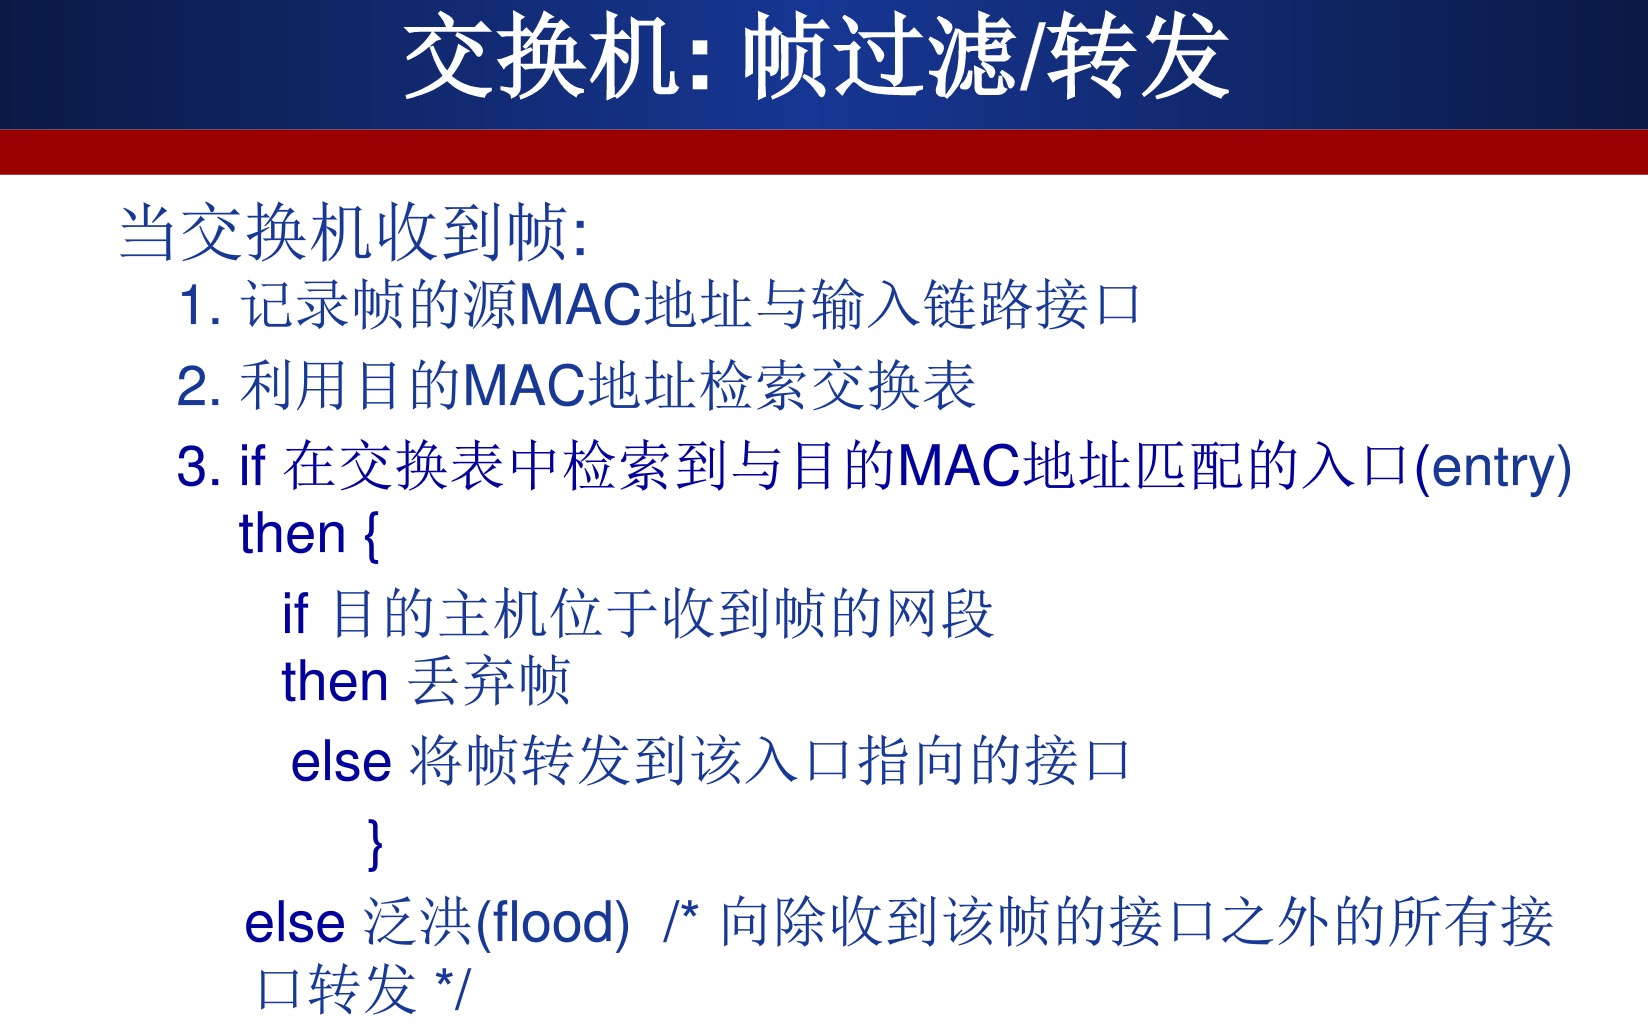 交换机: 帧过滤/转发
当交换机收到帧:
1. 记录帧的源MAC地址与输入链路接口
2. 利用目的MAC地址检索交换表
3. if 在交换表中检索到与目的MAC地址匹配的入口(entry)
then {
if 目的主机位于收到帧的网段
then 丢弃帧
else 将帧转发到该入口指向的接口
}
else 泛洪(flood) /* 向除收到该帧的接口之外的所有接
口转发 */